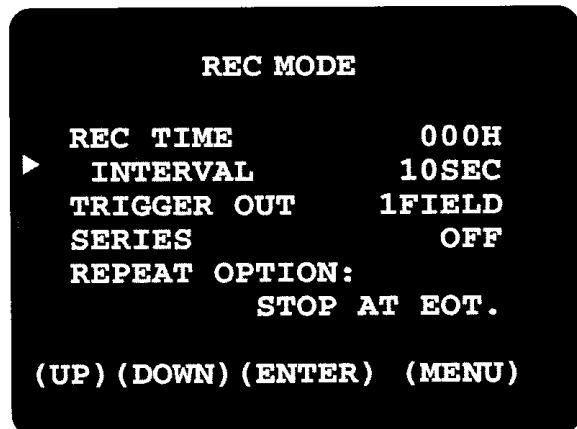 REC MODE
REC TIME 000H
INTERVAL 10SEC
TRIGGER OUT 1FIELD
SERIES OFF
REPEAT OPTION:
STOP AT EOT.
(UP)(DOWN)(ENTER) (MENU)